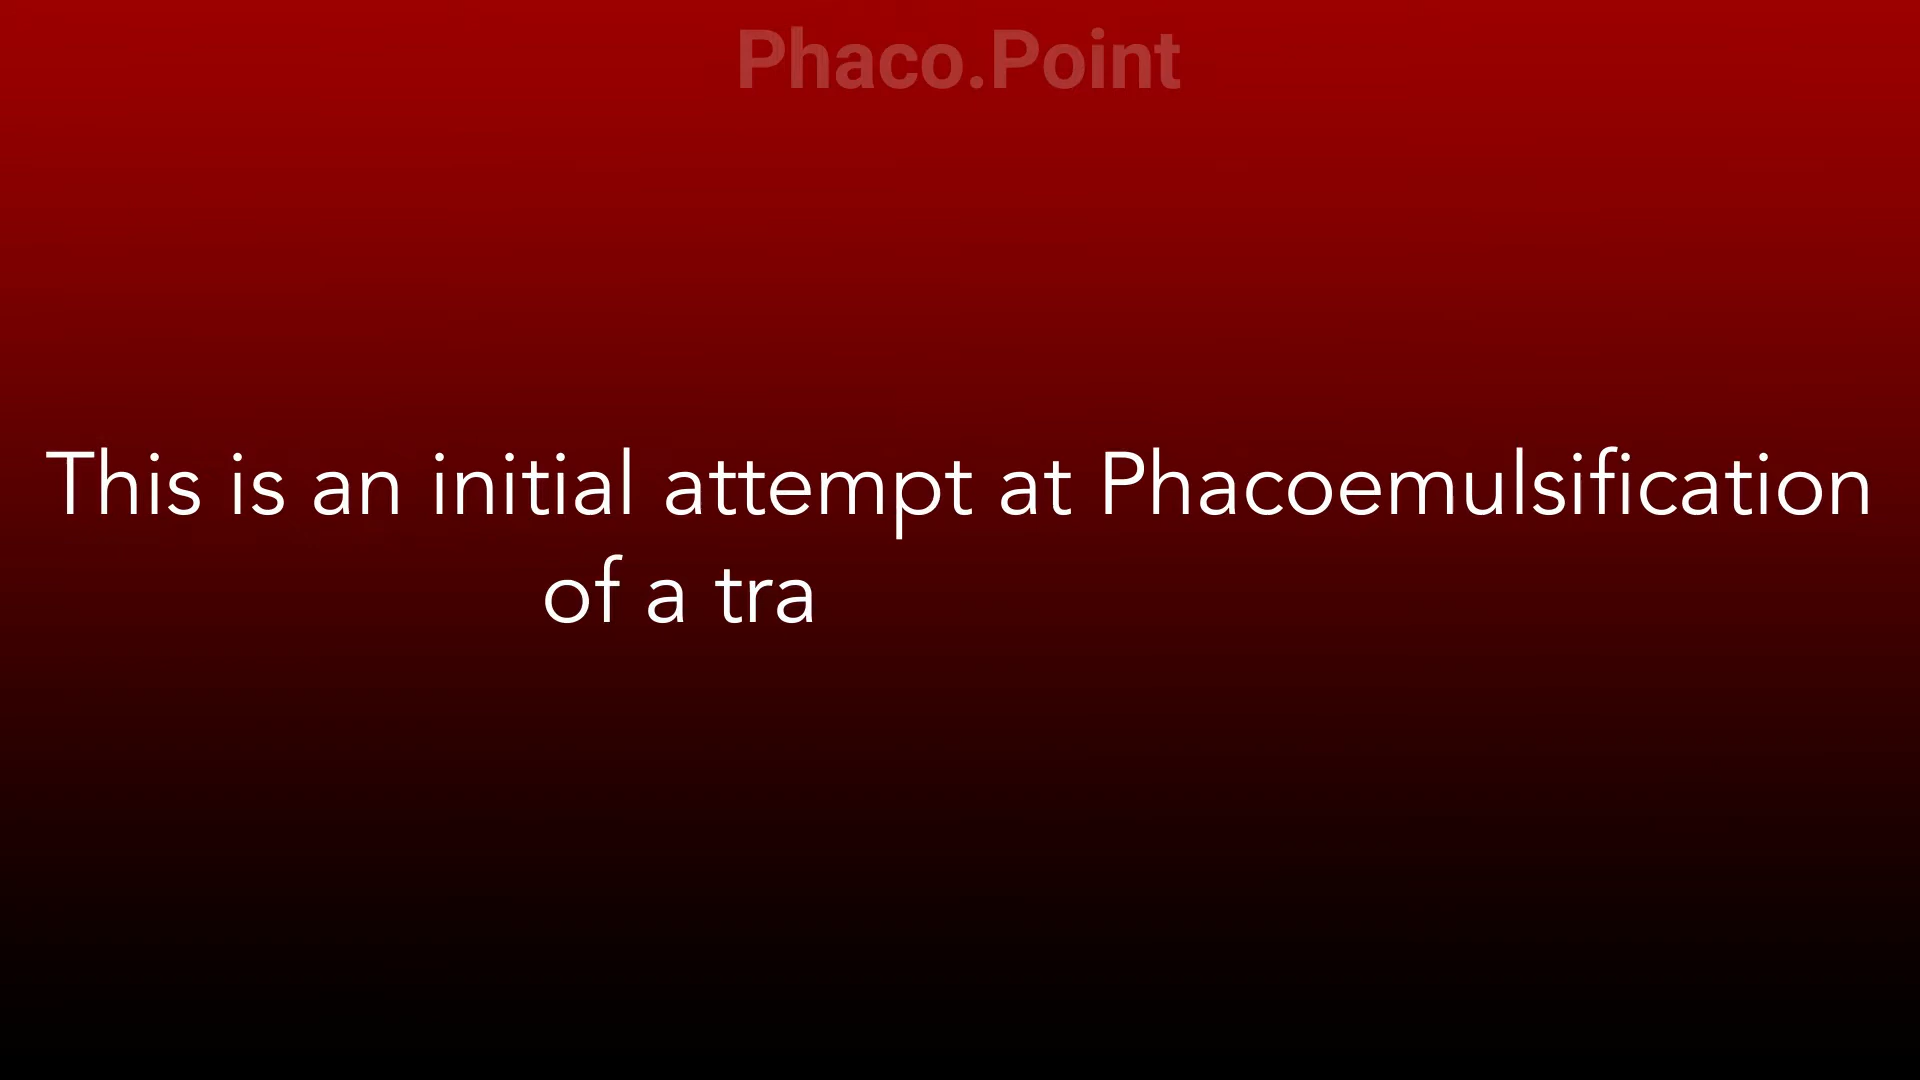 Phaco.Point
This is an initial attempt at Phacoemulsification
of a tra